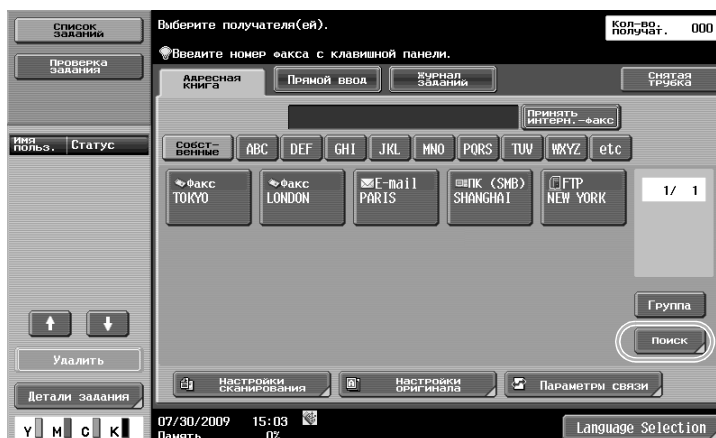 Список
заданий
Проверка
задания
Имя польз. Статус
Удалить
Детали задания
Y M C K
Выберите получателя(ей).
Кол-во. получат. 000
Введите номер факса с клавишной панели.
Адресная книга Прямой ввод Журнал заданий Снятая трубка
Принять интерн.-факс
Собст-венные ABC DEF GHI JKL MNO PQRS TUV WXYZ etc
Факс Факс E-mail ПК (SMB) FTP
TOKYO LONDON PARIS SHANGHAI NEW YORK
1/ 1
Группа
Поиск
Настройки сканирования Настройки оригинала Параметры связи
07/30/2009 15:03
Память 0%
Language Selection